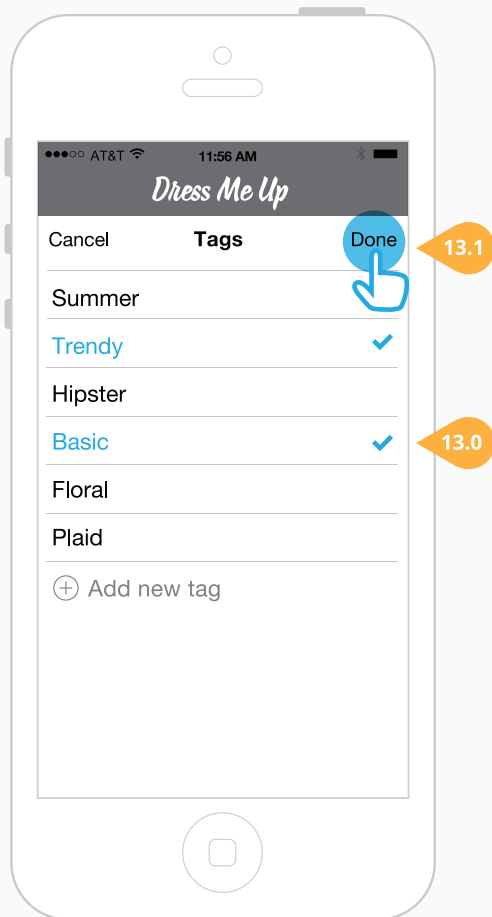 AT&T 11:56 AM
Dress Me Up
Cancel Tags Done
13.1
Summer
Trendy
Hipster
Basic
13.0
Floral
Plaid
Add new tag